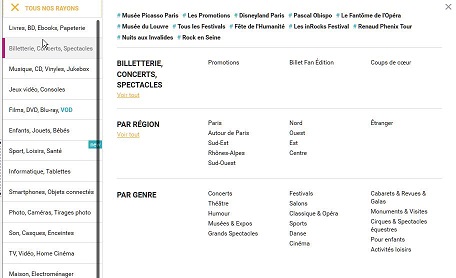 TOUS NOS RAYONS
Livres, BD, Ebooks, Papeterie
Billetterie, Concerts, Spectacles
Musique, CD, Vinyles, Jukebox
Jeux vidéo, Consoles
Films, DVD, Blu-ray, VOD
Enfants, Jouets, Bébés
new
Sport, Loisirs, Santé
Informatique, Tablettes
Smartphones, Objets connectés
Photo, Caméras, Tirages photo
Son, Casques, Enceintes
TV, Vidéo, Home Cinéma
Maison, Electroménager
# Musée Picasso Paris # Les Promotions # Disneyland Paris # Pascal Obispo # Le Fantôme de l'Opéra
# Musée du Louvre # Tous les Festivals # Fête de l'Humanité # Les inRocks Festival # Renaud Phenix Tour
# Nuits aux Invalides # Rock en Seine
BILLETTERIE,
CONCERTS,
SPECTACLES
Voir tout
Promotions
Billet Fan Édition
Coups de cœur
PAR RÉGION
Voir tout
Paris
Autour de Paris
Sud-Est
Rhônes-Alpes
Sud-Ouest
Nord
Ouest
Est
Centre
Étranger
PAR GENRE
Concerts
Théâtre
Humour
Musées & Expos
Grands Spectacles
Festivals
Salons
Classique & Opéra
Sports
Danse
Cinéma
Cabarets & Revues &
Galas
Monuments & Visites
Cirques & Spectacles
équestres
Pour enfants
Activités loisirs